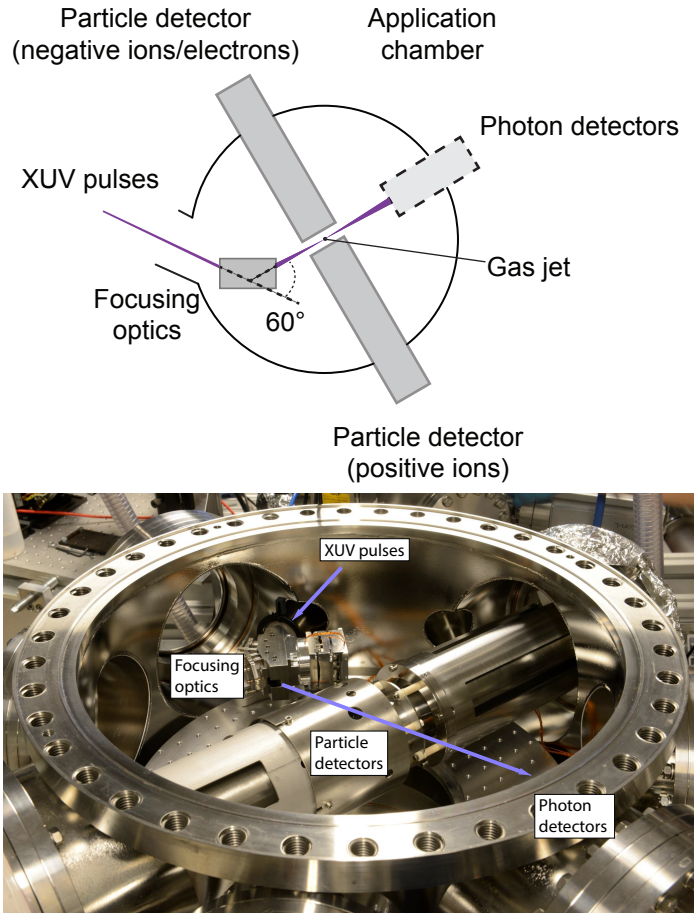 Particle detector
(negative ions/electrons)
Application
chamber
Photon detectors
XUV pulses
Gas jet
Focusing
optics
60°
Particle detector
(positive ions)
XUV pulses
Focusing
optics
Particle
detectors
Photon
detectors